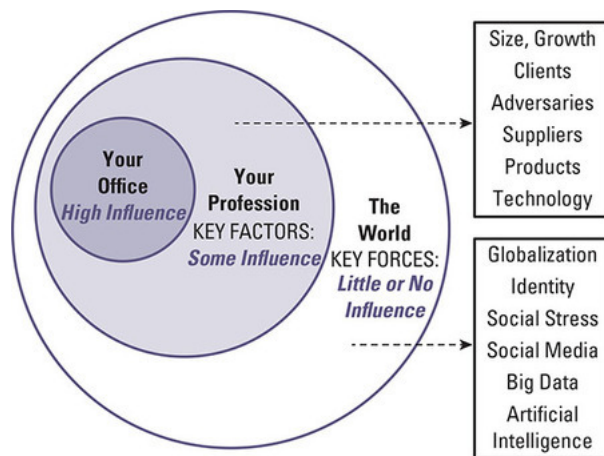 Your
Office
High Influence
Your
Profession
KEY FACTORS:
Some Influence
The
World
KEY FORCES:
Little or No
Influence
Size, Growth
Clients
Adversaries
Suppliers
Products
Technology
Globalization
Identity
Social Stress
Social Media
Big Data
Artificial
Intelligence